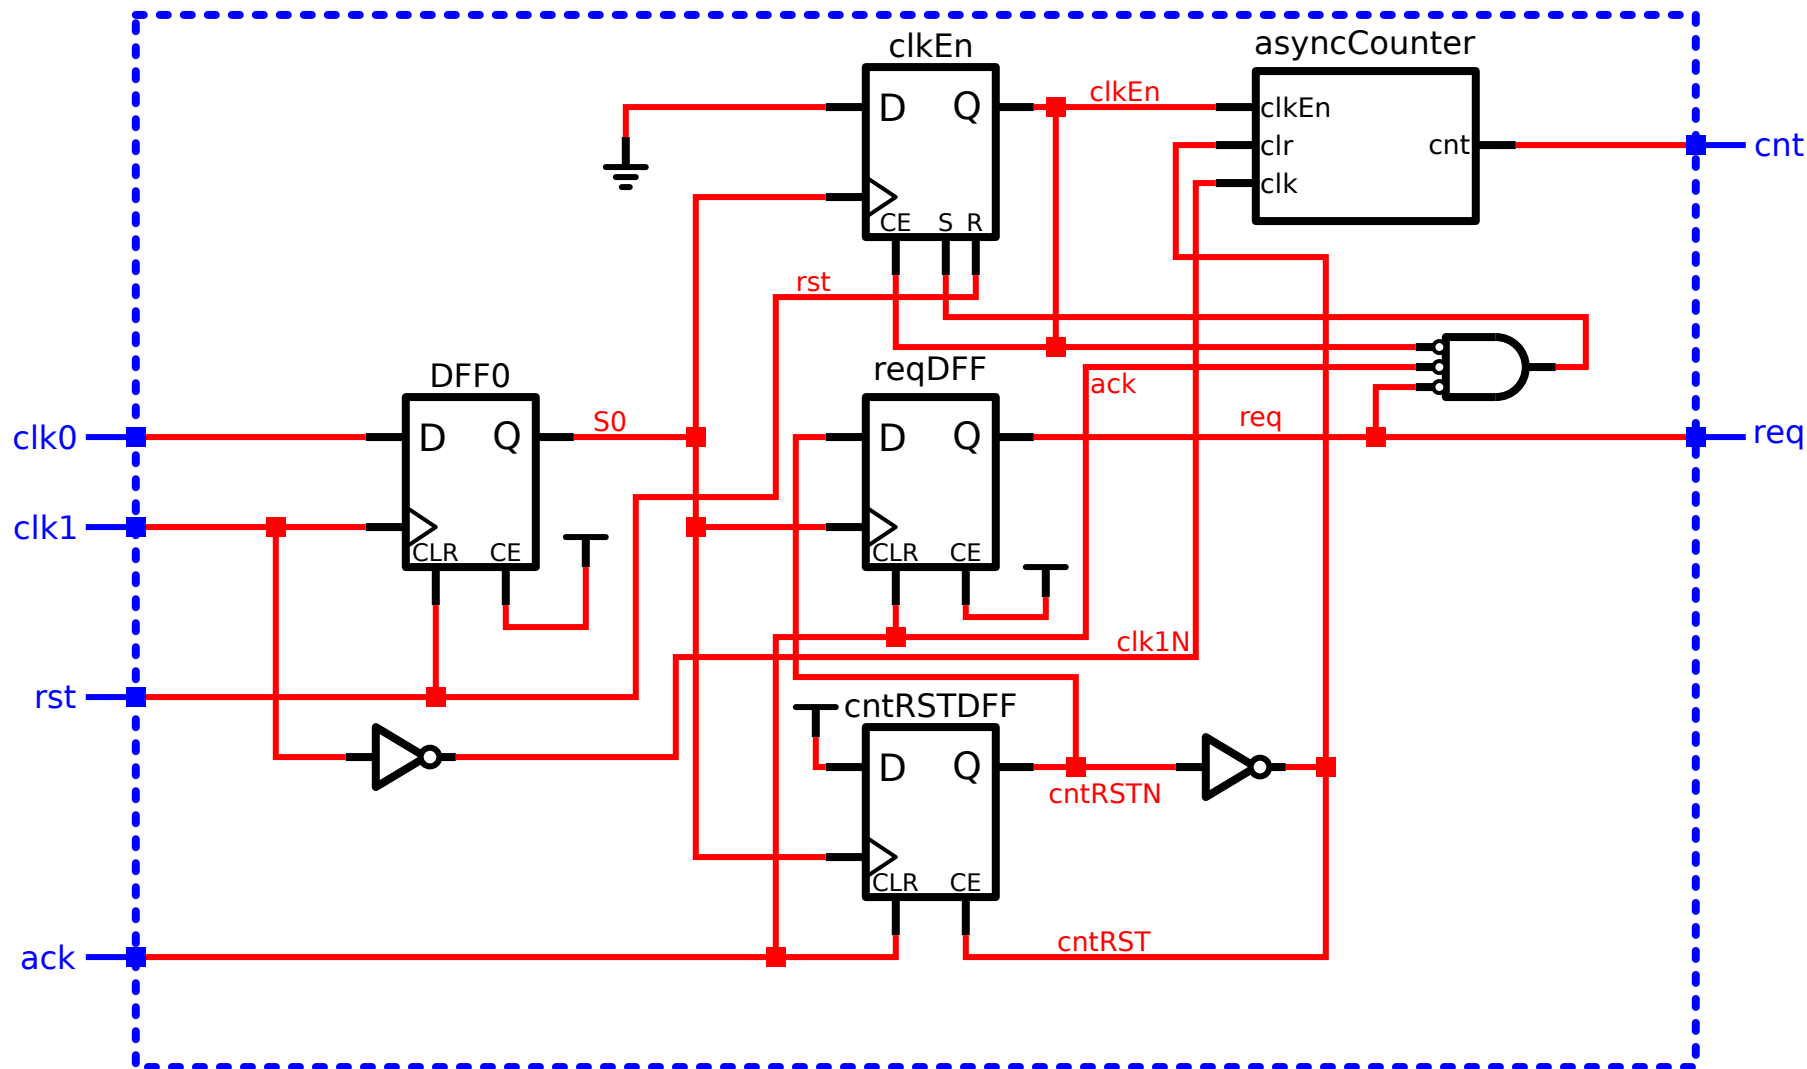 clkEn
asyncCounter
D
Q
clkEn
clkEn
clr
cnt
cnt
clk
CE
S
R
rst
DFF0
reqDFF
ack
clk0
D
Q
S0
D
Q
req
req
clk1
CLR
CE
CLR
CE
clk1N
rst
cntRSTDFF
D
Q
cntRSTN
CLR
CE
cntRST
ack